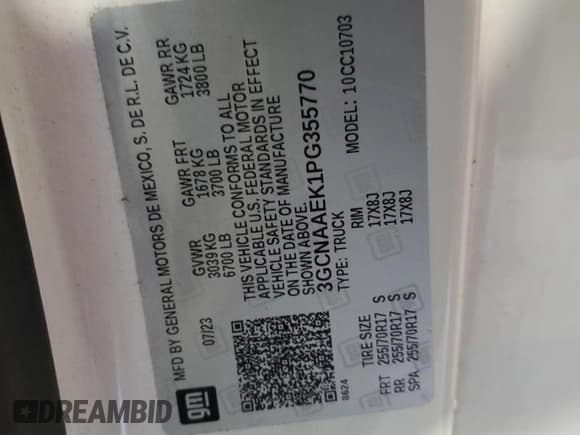 MFD BY GENERAL MOTORS DE MEXICO, S. DE R.L. DE C.V.
07/23
GVWR GAWR FRT GAWR RR
3039 KG 1678 KG 1724 KG
6700 LB 3700 LB 3800 LB
THIS VEHICLE CONFORMS TO ALL
APPLICABLE U.S. FEDERAL MOTOR
VEHICLE SAFETY STANDARDS IN EFFECT
ON THE DATE OF MANUFACTURE
SHOWN ABOVE.
3GCNAAEK1PG355770
TYPE: TRUCK MODEL: 10CC10703
8624
TIRE SIZE RIM
FRT 255/70R17 S 17X8J
RR 255/70R17 S 17X8J
SPA 255/70R17 S 17X8J
gm
DREAMBID